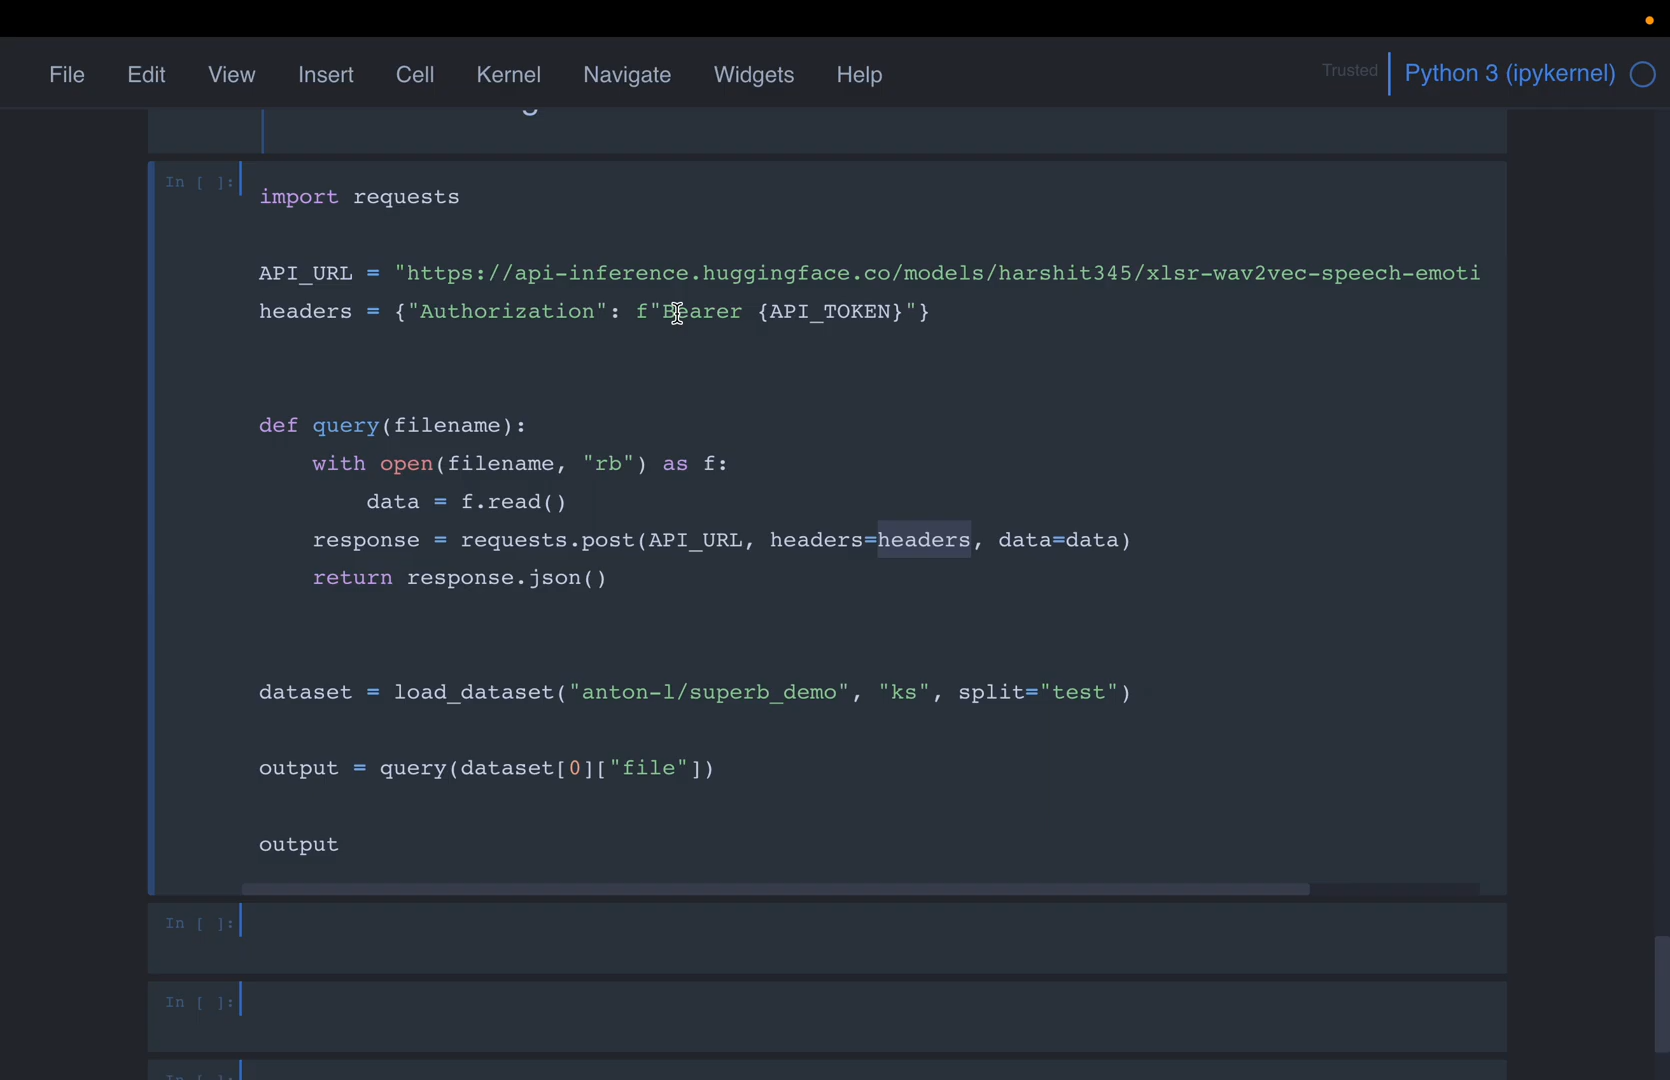 File Edit View Insert Cell Kernel Navigate Widgets Help Trusted Python 3 (ipykernel)
In [ ]:
import requests
API_URL = "https://api-inference.huggingface.co/models/harshit345/xlsr-wav2vec-speech-emoti
headers = {"Authorization": f"Bearer {API_TOKEN}"}
def query(filename):
with open(filename, "rb") as f:
data = f.read()
response = requests.post(API_URL, headers=headers, data=data)
return response.json()
dataset = load_dataset("anton-l/superb_demo", "ks", split="test")
output = query(dataset[0]["file"])
output
In [ ]:
In [ ]:
In [ ]: